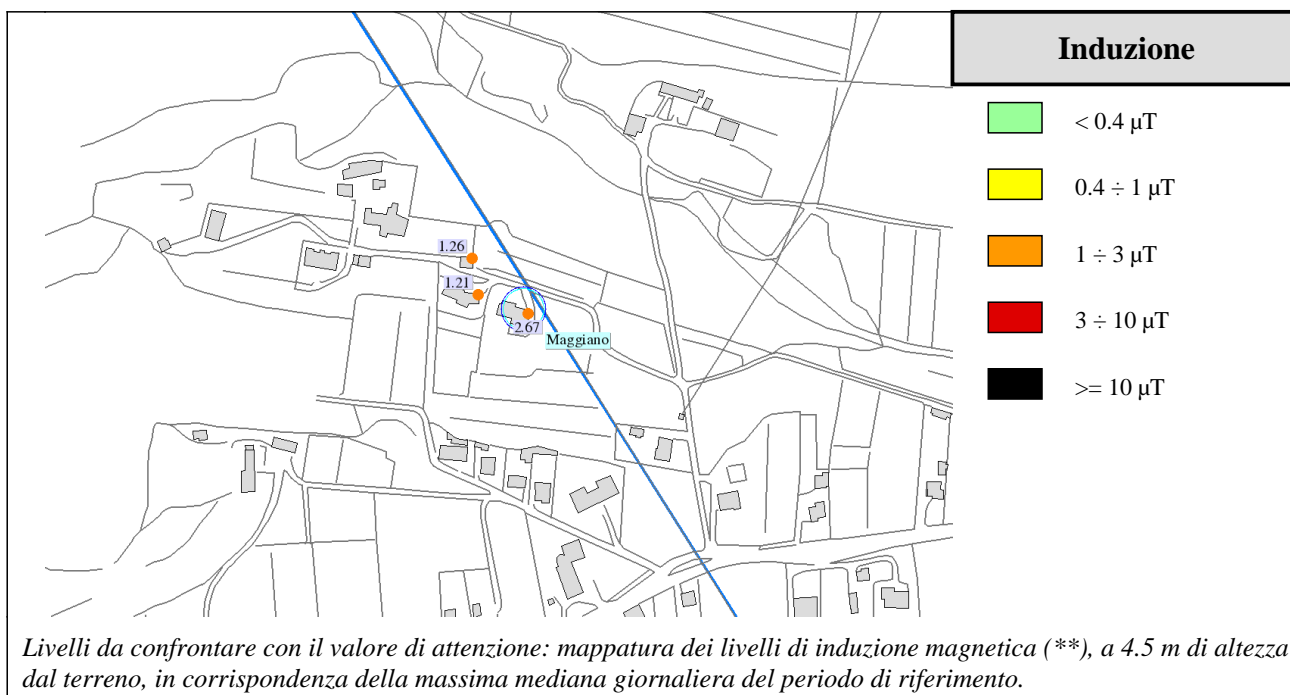 Induzione
< 0.4 µT
0.4 ÷ 1 µT
1 ÷ 3 µT
3 ÷ 10 µT
>= 10 µT
1.26
1.21
2.67
Maggiano
Livelli da confrontare con il valore di attenzione: mappatura dei livelli di induzione magnetica (**), a 4.5 m di altezza
dal terreno, in corrispondenza della massima mediana giornaliera del periodo di riferimento.